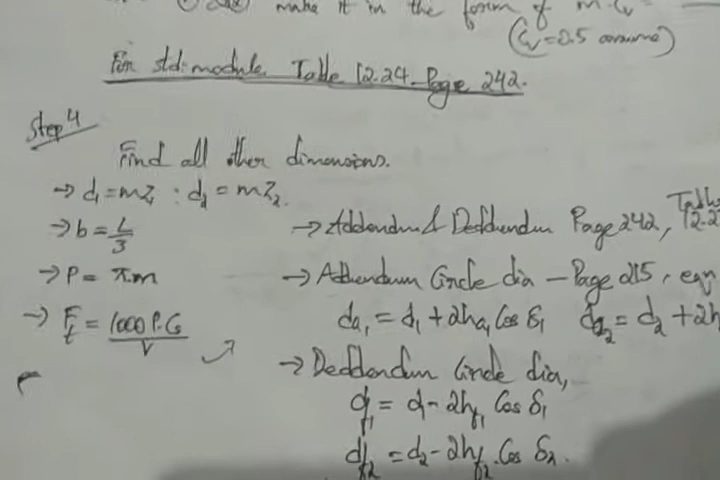 make it in the form of m. Cv
(Cv = 2.5 assume)
For std. module Table 12.24 Page 242.
Step 4
Find all other dimensions.
→ d₁ = mZ₁ : d₂ = mZ₂.
→ b = L/3
→ P = πm
→ Ft = 1000 P.Cs / V
→ Addendum & Deddendum Page 242, Table 12.2
→ Addendum Circle dia – Page 215, eqn
da₁ = d₁ + 2ha₁ Cos δ₁ da₂ = d₂ + 2h
→ Deddendum Circle dia,
df₁ = d₁ - 2hf₁ Cos δ₁
df₂ = d₂ - 2hf₂ . Cos δ₂.